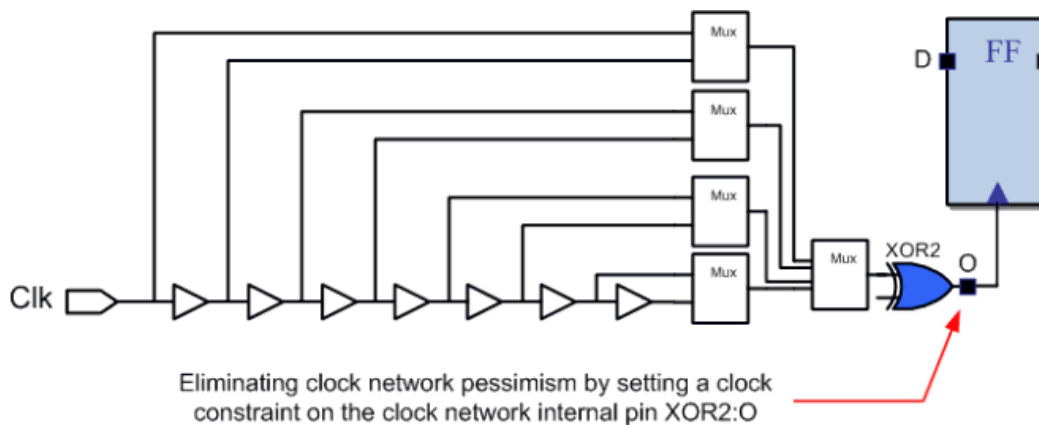 Mux
FF
D
Mux
Mux
Mux
Mux
XOR2
O
Clk
Eliminating clock network pessimism by setting a clock
constraint on the clock network internal pin XOR2:O